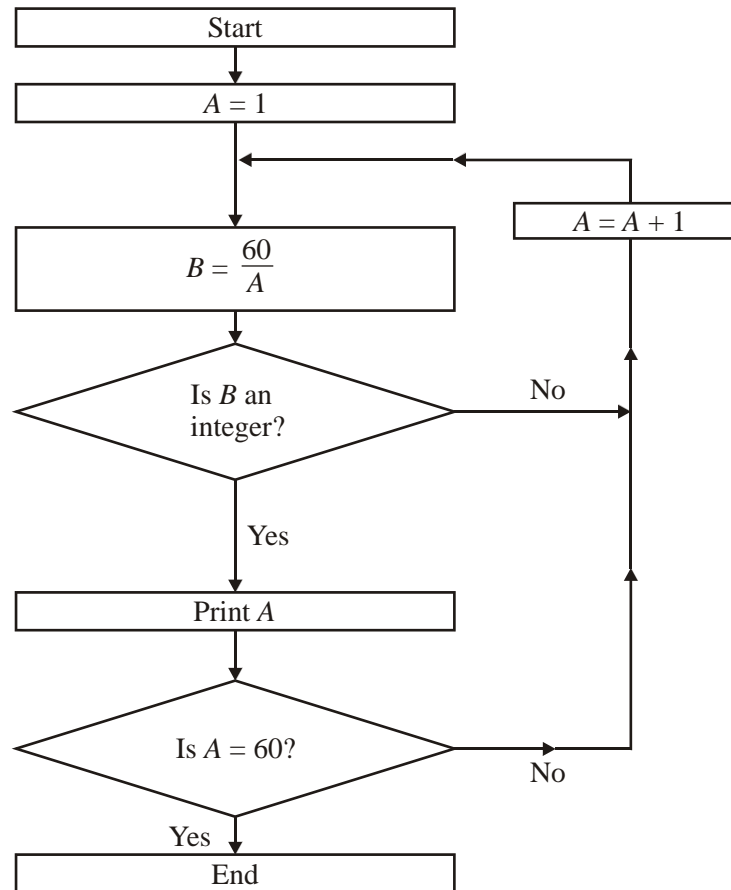 Start
A = 1
A = A + 1
B = 60/A
Is B an
integer?
No
Yes
Print A
Is A = 60?
No
Yes
End